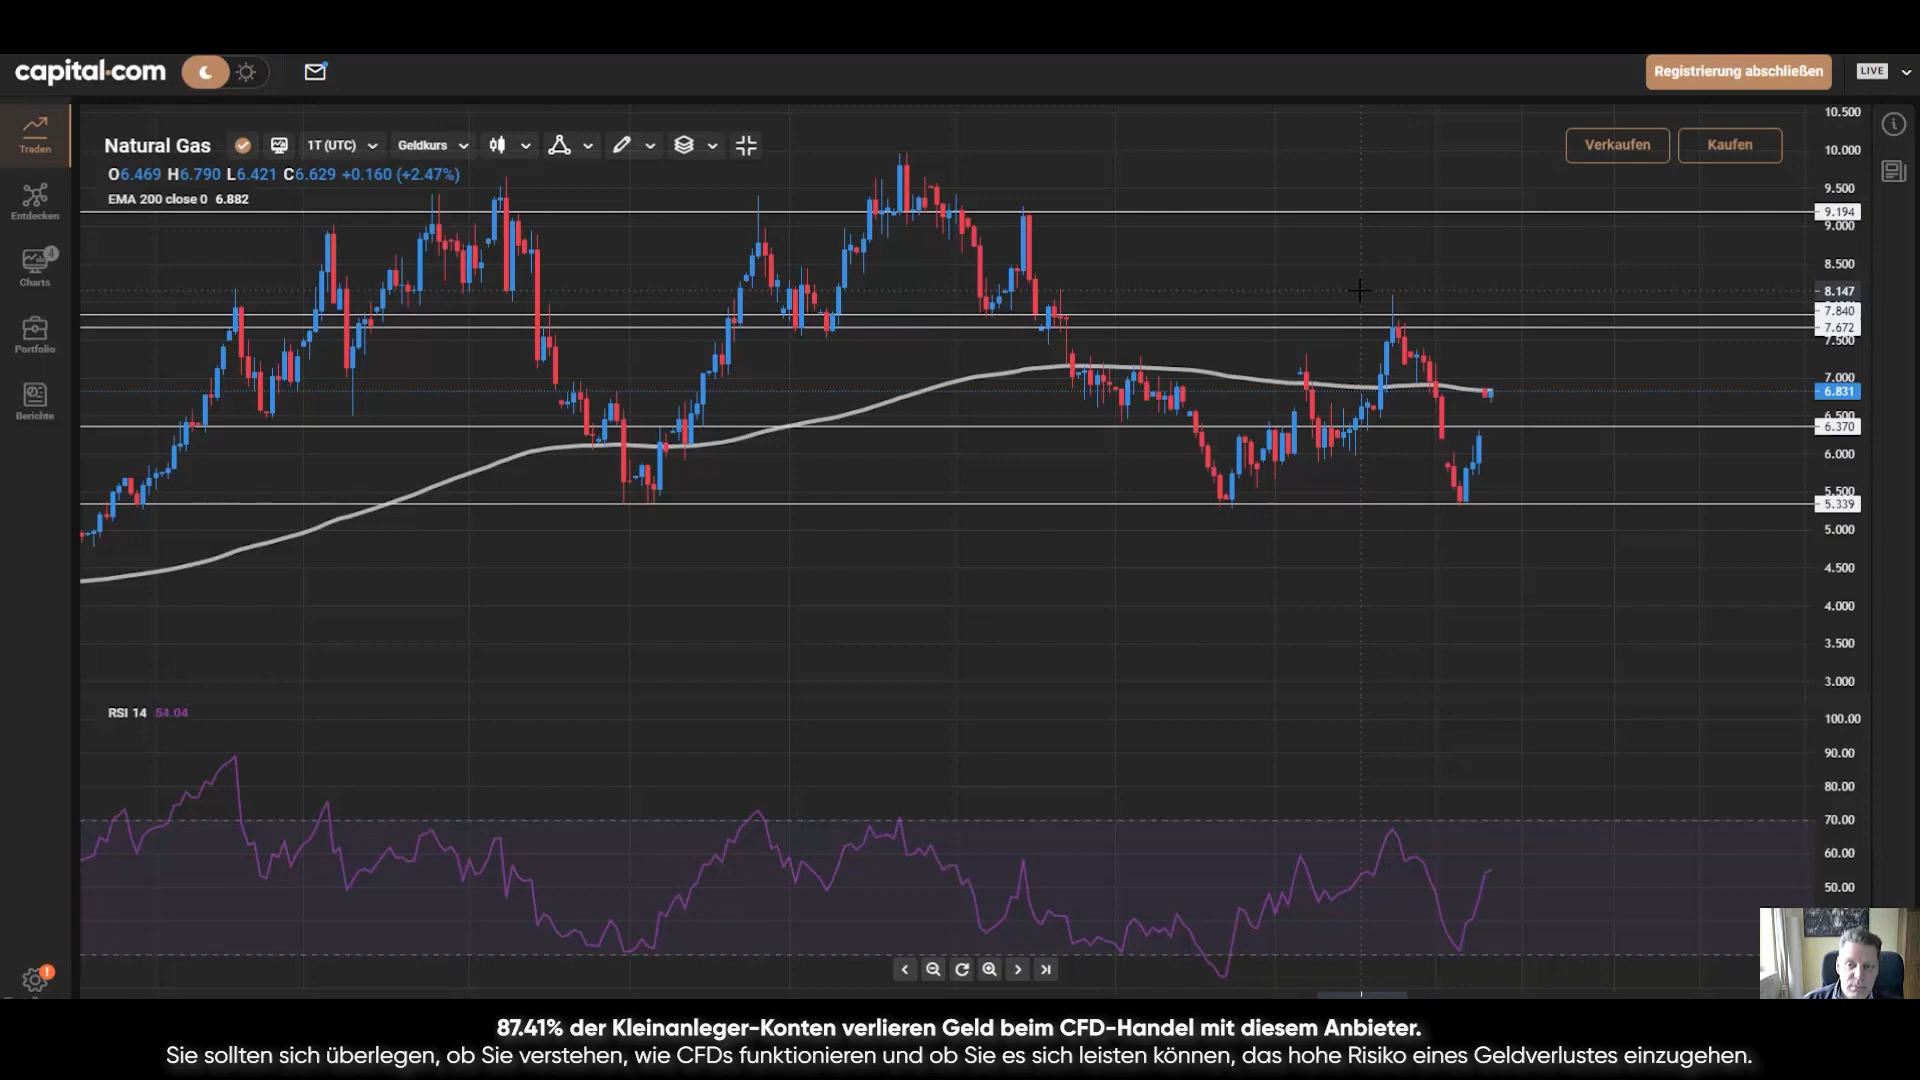 capital.com
Registrierung abschließen
LIVE
Traden
Entdecken
4
Charts
Portfolio
Berichte
!
Natural Gas
1T (UTC)
Geldkurs
Verkaufen
Kaufen
O6.469 H6.790 L6.421 C6.629 +0.160 (+2.47%)
EMA 200 close 0 6.882
10.500
10.000
9.500
9.194
9.000
8.500
8.147
7.840
7.672
7.500
7.000
6.831
6.500
6.370
6.000
5.500
5.339
5.000
4.500
4.000
3.500
3.000
RSI 14 54.04
100.00
90.00
80.00
70.00
60.00
50.00
87.41% der Kleinanleger-Konten verlieren Geld beim CFD-Handel mit diesem Anbieter.
Sie sollten sich überlegen, ob Sie verstehen, wie CFDs funktionieren und ob Sie es sich leisten können, das hohe Risiko eines Geldverlustes einzugehen.